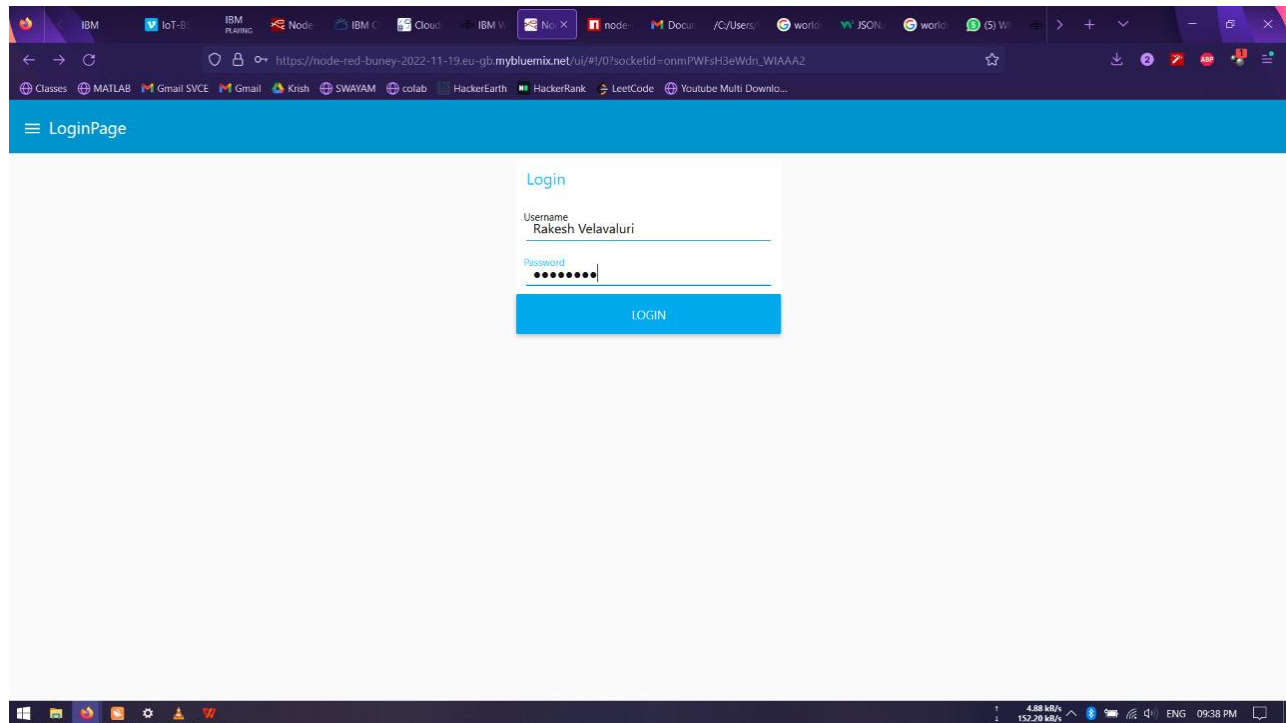 IBM IoT-B IBM Node IBM C Cloud IBM W No node- Docu /C:/Users/ world JSON world (5) W
PLAYING
https://node-red-buney-2022-11-19.eu-gb.mybluemix.net/ui/#!/0?socketid=onmPWFsH3eWdn_WIAAA2 2 ABP
Classes MATLAB Gmail SVCE Gmail Krish SWAYAM colab HackerEarth HackerRank LeetCode Youtube Multi Downlo...
LoginPage
Login
Username
Rakesh Velavaluri
Password
LOGIN
4.88 kB/s
152.20 kB/s
ENG 09:38 PM